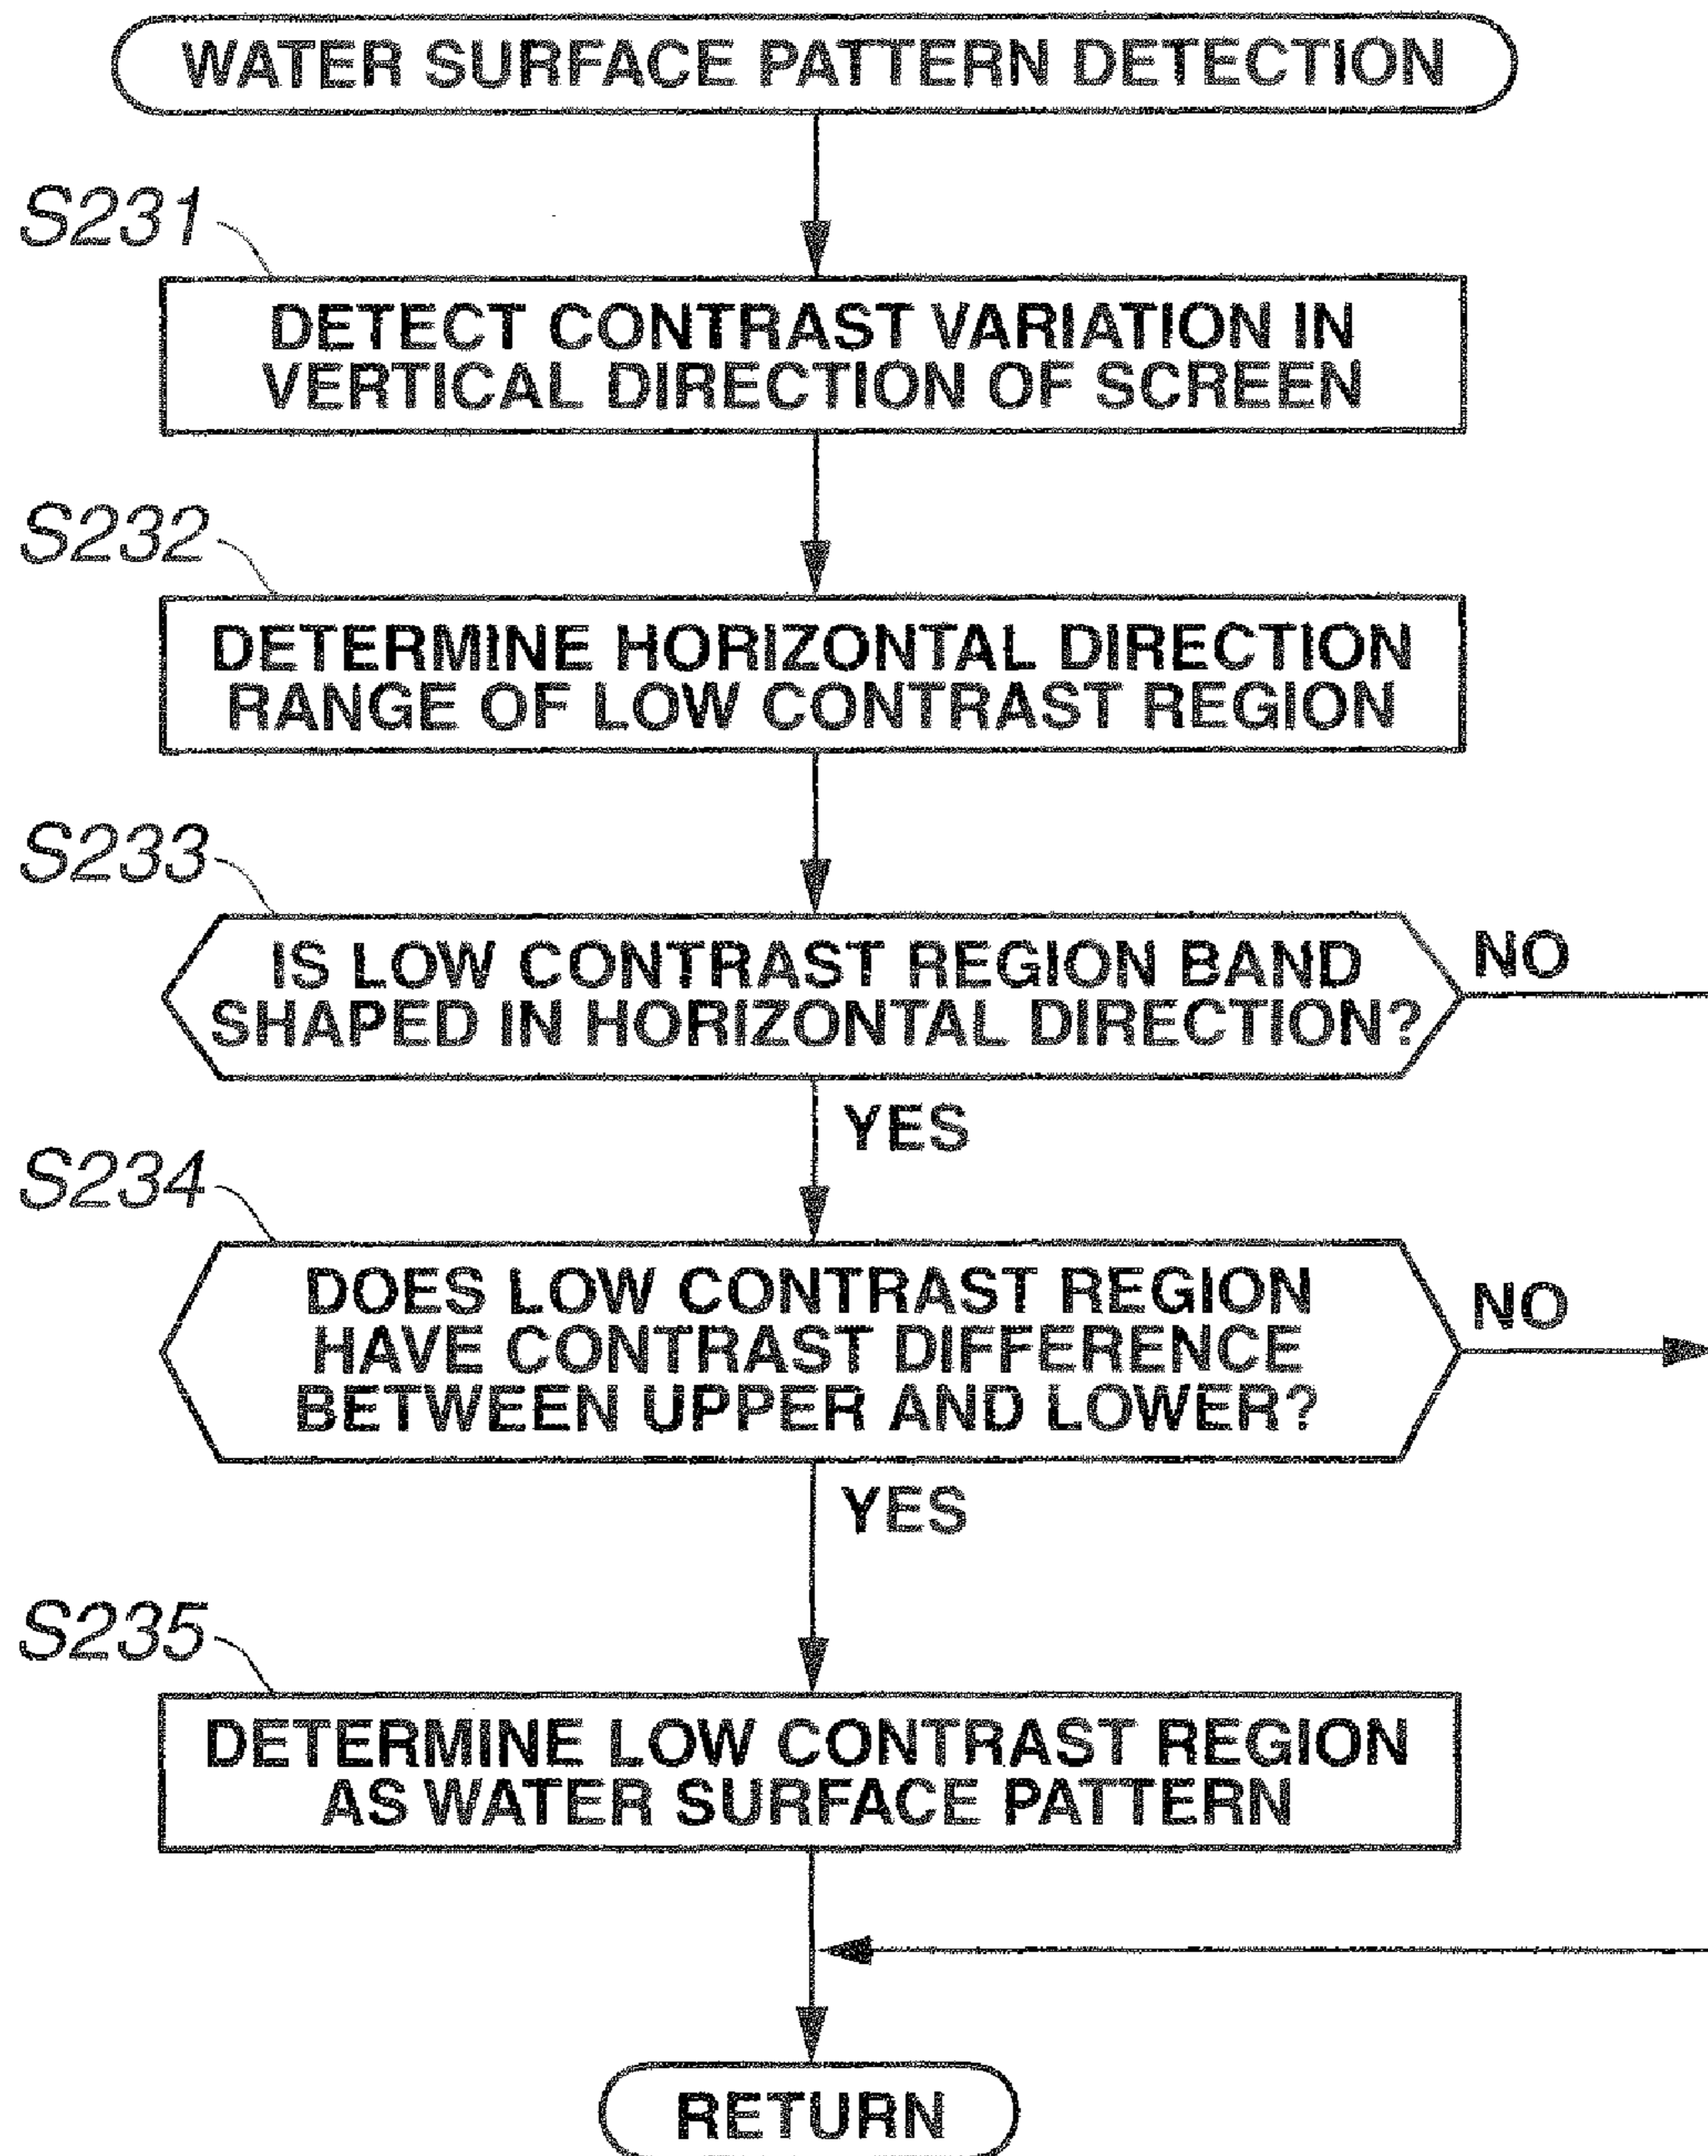 WATER SURFACE PATTERN DETECTION
S231
DETECT CONTRAST VARIATION IN
VERTICAL DIRECTION OF SCREEN
S232
DETERMINE HORIZONTAL DIRECTION
RANGE OF LOW CONTRAST REGION
S233
IS LOW CONTRAST REGION BAND
SHAPED IN HORIZONTAL DIRECTION?
NO
YES
S234
DOES LOW CONTRAST REGION
HAVE CONTRAST DIFFERENCE
BETWEEN UPPER AND LOWER?
NO
YES
S235
DETERMINE LOW CONTRAST REGION
AS WATER SURFACE PATTERN
RETURN